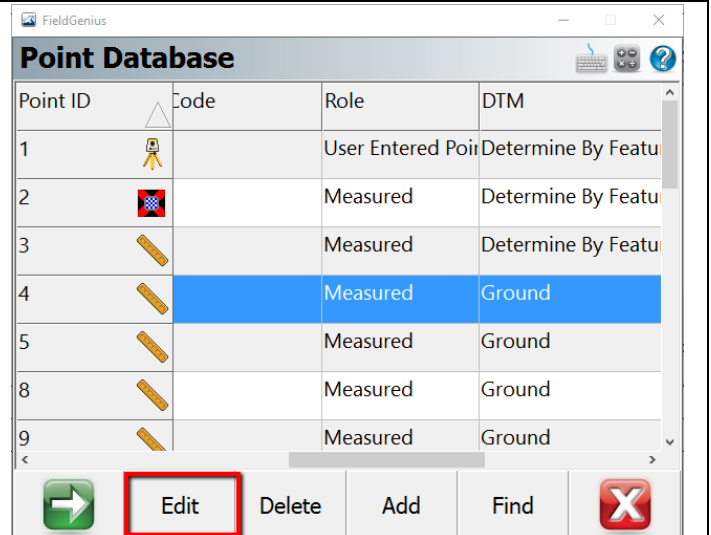 FieldGenius
Point Database
Point ID Code Role DTM
1 User Entered Poin Determine By Featu
2 Measured Determine By Featu
3 Measured Determine By Featu
4 Measured Ground
5 Measured Ground
8 Measured Ground
9 Measured Ground
Edit Delete Add Find